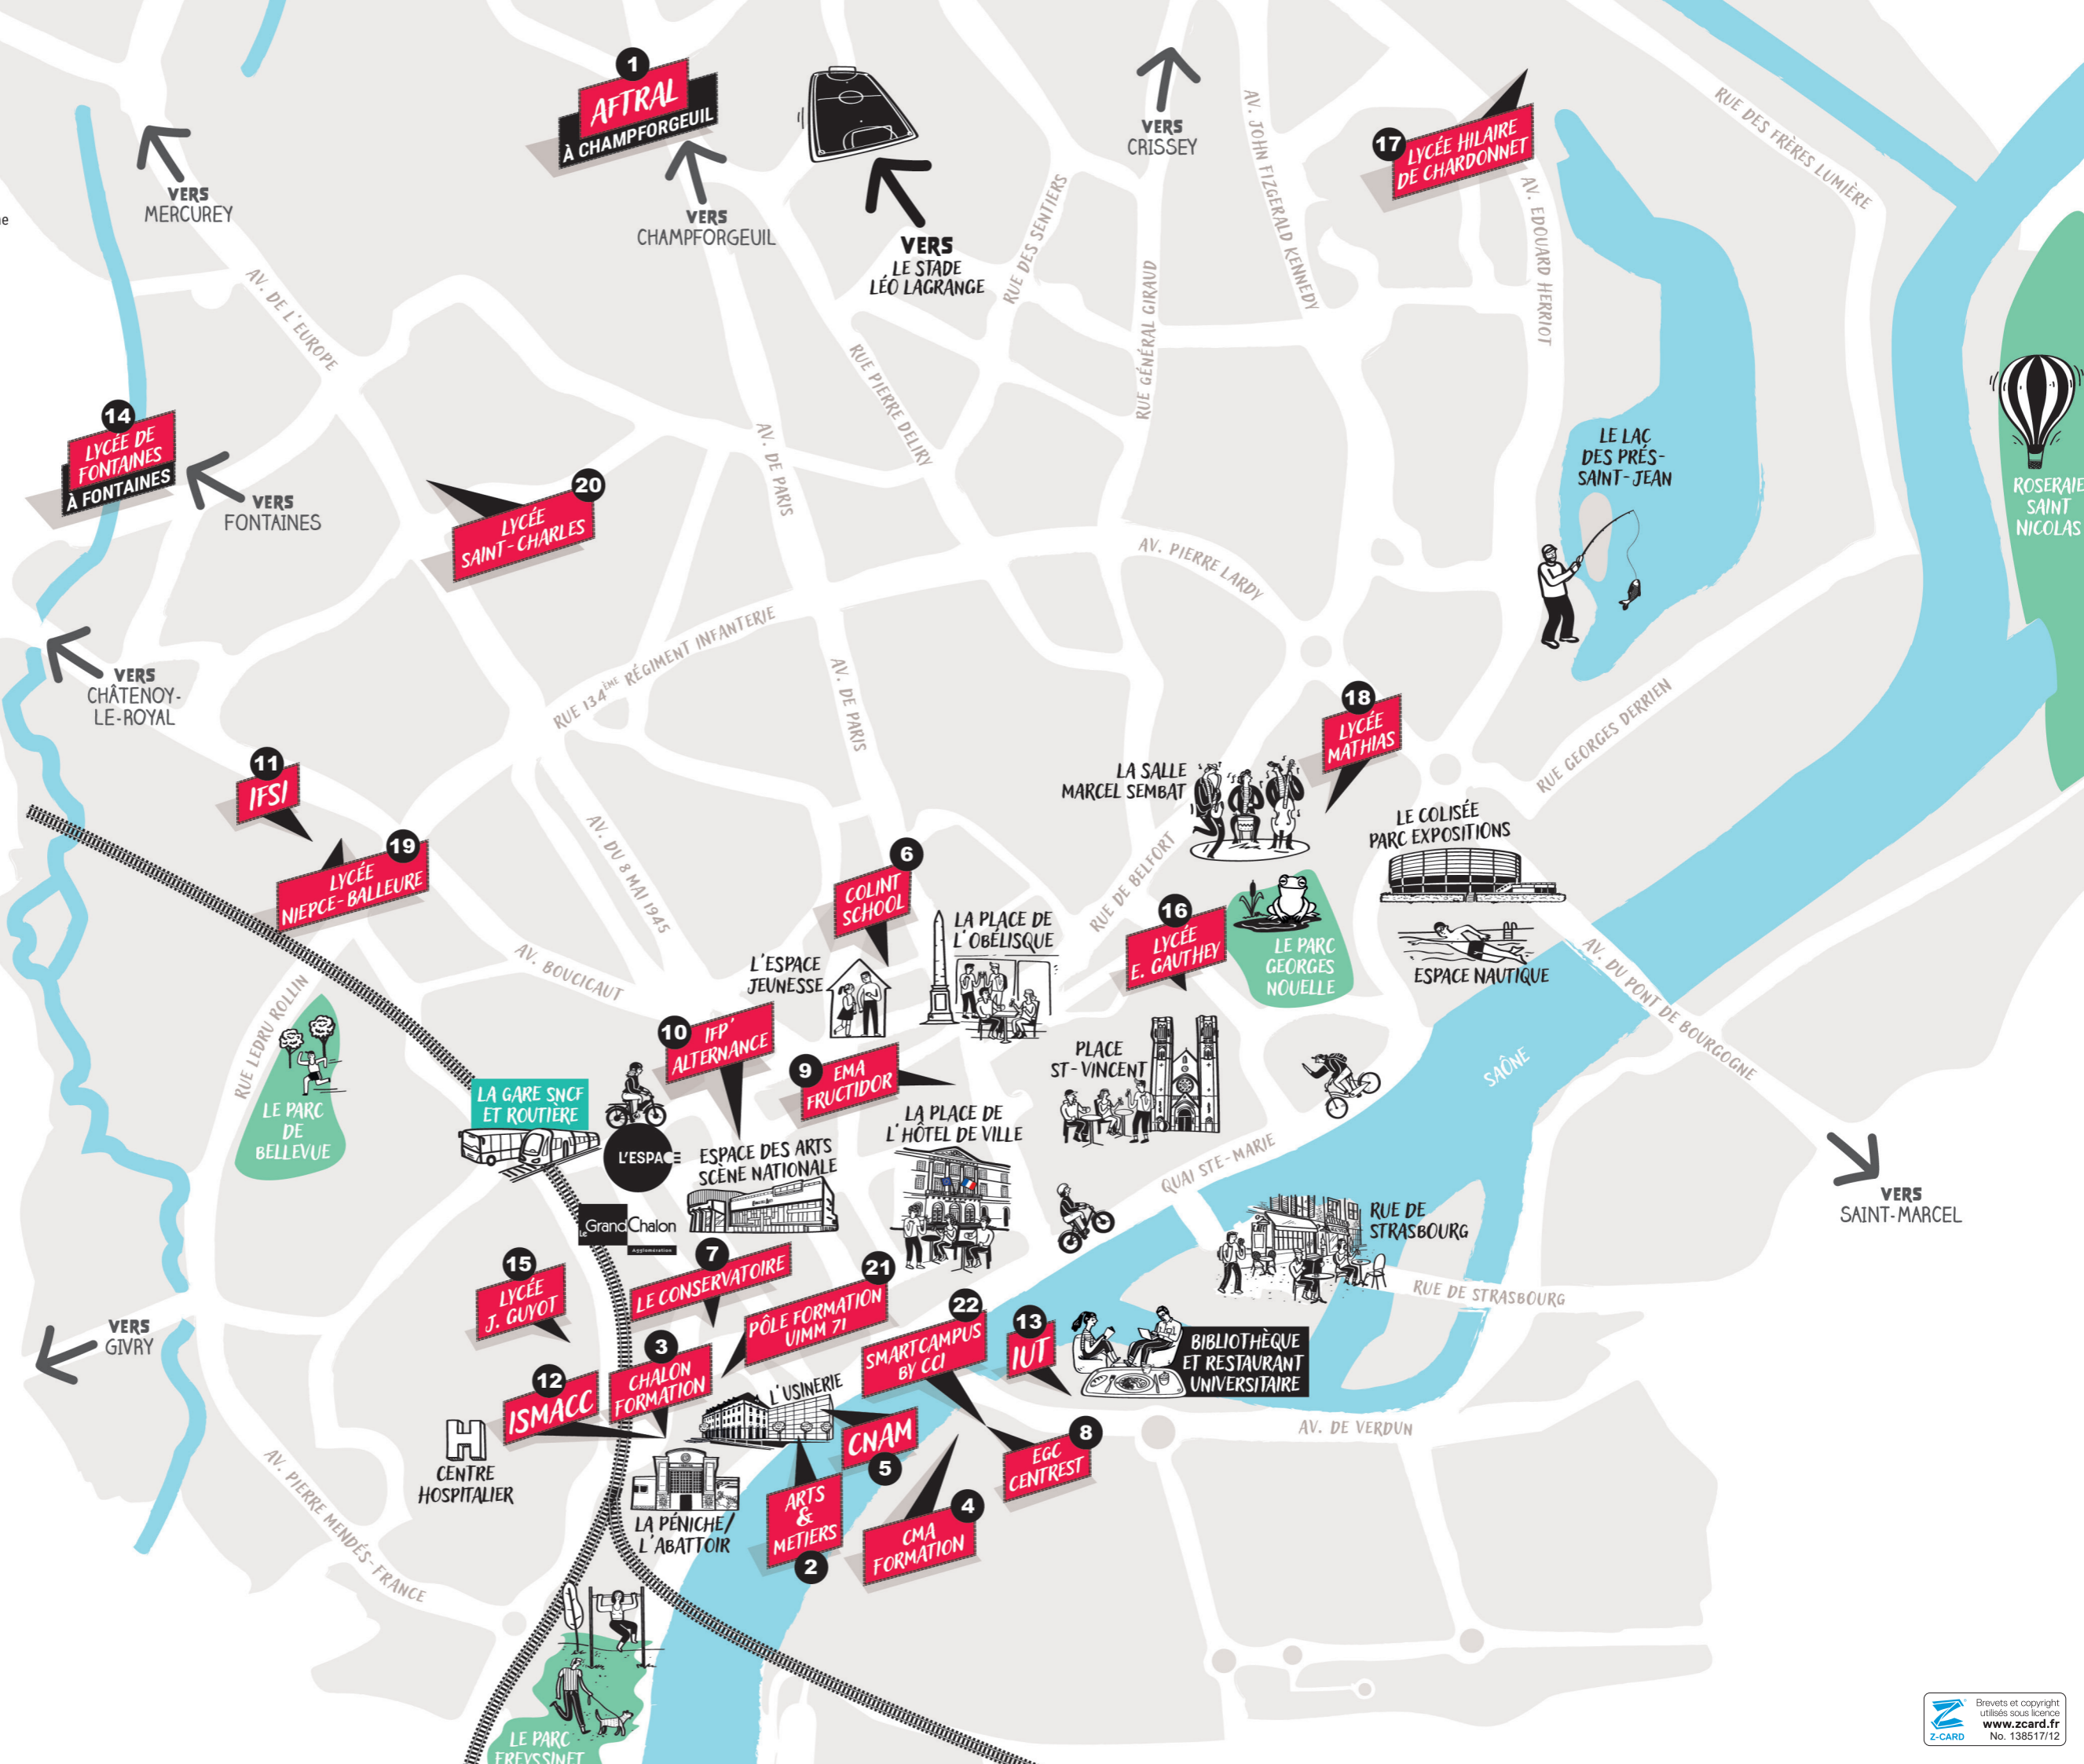 1
AFTRAL
À CHAMPFORGEUIL
VERS
MERCUREY
VERS
CHAMPFORGEUIL
VERS
LE STADE
LÉO LAGRANGE
VERS
CRISSEY
RUE DES SENTIERS
AV. JOHN FIZGERALD KENNEDY
17
LYCÉE HILAIRE
DE CHARDONNET
AV. EDOUARD HERRIOT
RUE DES FRÈRES LUMIÈRE
AV. DE L'EUROPE
RUE PIERRE DELIRY
RUE GÉNÉRAL GIRAUD
14
LYCÉE DE
FONTAINES
À FONTAINES
VERS
FONTAINES
20
LYCÉE
SAINT-CHARLES
AV. DE PARIS
LE LAC
DES PRÉS-
SAINT-JEAN
ROSERAIE
SAINT
NICOLAS
AV. PIERRE LARDY
RUE 134ÈME RÉGIMENT INFANTERIE
VERS
CHÂTENOY-
LE-ROYAL
AV. DE PARIS
18
LYCÉE
MATHIAS
RUE GEORGES DERRIEN
11
IFSI
19
LYCÉE
NIEPCE-BALLEURE
AV. DU 8 MAI 1945
LA SALLE
MARCEL SEMBAT
LE COLISÉE
PARC EXPOSITIONS
6
COLINT
SCHOOL
RUE DE BELFORT
16
LYCÉE
E. GAUTHEY
LE PARC
GEORGES
NOUELLE
ESPACE NAUTIQUE
AV. BOUCICAUT
L'ESPACE
JEUNESSE
LA PLACE DE
L'OBÉLISQUE
AV. DU PONT DE BOURGOGNE
RUE LEDRU ROLLIN
LE PARC
DE
BELLEVUE
10
IFP'
ALTERNANCE
9
EMA
FRUCTIDOR
PLACE
ST-VINCENT
SAÔNE
LA GARE SNCF
ET ROUTIÈRE
L'ESPACE
ESPACE DES ARTS
SCÈNE NATIONALE
LA PLACE DE
L'HÔTEL DE VILLE
QUAI STE-MARIE
VERS
SAINT-MARCEL
Le Grand Chalon
Agglomération
RUE DE
STRASBOURG
RUE DE STRASBOURG
15
LYCÉE
J. GUYOT
7
LE CONSERVATOIRE
21
PÔLE FORMATION
UIMM 71
22
SMARTCAMPUS
BY CCI
13
IUT
BIBLIOTHÈQUE
ET RESTAURANT
UNIVERSITAIRE
VERS
GIVRY
12
ISMACC
3
CHALON
FORMATION
L'USINERIE
CNAM
5
AV. DE VERDUN
8
EGC
CENTREST
H
CENTRE
HOSPITALIER
LA PÉNICHE/
L'ABATTOIR
ARTS
&
METIERS
2
4
CMA
FORMATION
AV. PIERRE MENDÉS-FRANCE
LE PARC
FREYSSINET
Z-CARD
Brevets et copyright
utilisés sous licence
www.zcard.fr
No. 138517/12